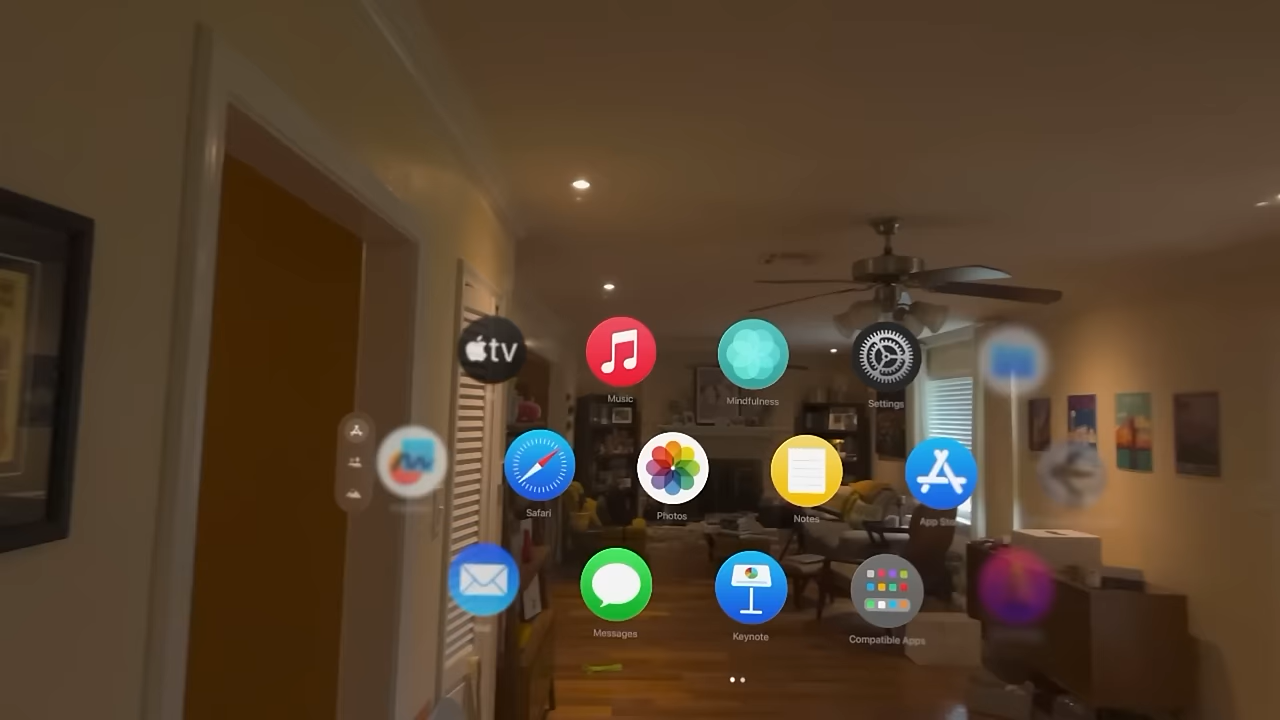 tv
Music
Mindfulness
Settings
Safari
Photos
Notes
App Store
Messages
Keynote
Compatible Apps